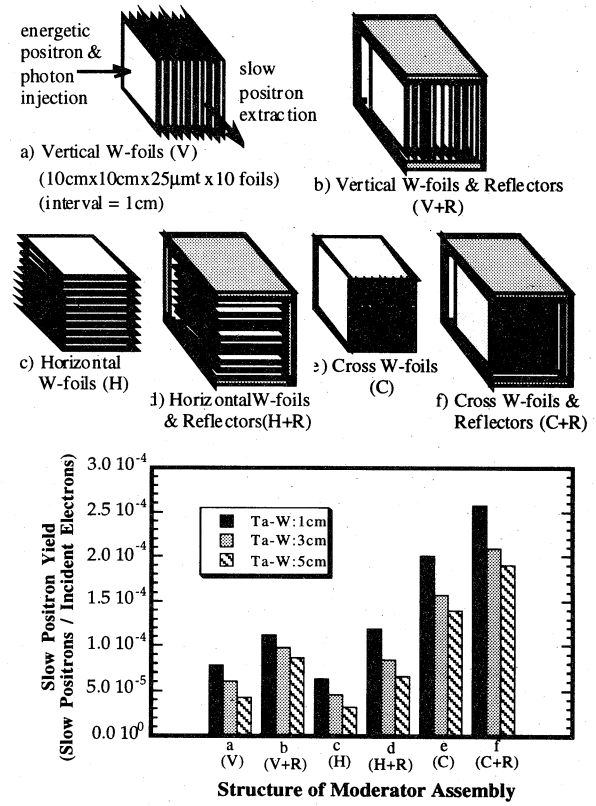 energetic
positron &
photon
injection
slow
positron
extraction
a) Vertical W-foils (V)
(10cmx10cmx25μmt x 10 foils)
(interval = 1cm)
b) Vertical W-foils & Reflectors
(V+R)
c) Horizontal
W-foils (H)
d) Horizontal W-foils
& Reflectors(H+R)
e) Cross W-foils
(C)
f) Cross W-foils &
Reflectors (C+R)
Slow Positron Yield
(Slow Positrons / Incident Electrons)
3.0 10⁻⁴
2.5 10⁻⁴
2.0 10⁻⁴
1.5 10⁻⁴
1.0 10⁻⁴
5.0 10⁻⁵
0.0 10⁰
Ta-W:1cm
Ta-W:3cm
Ta-W:5cm
a b c d e f
(V) (V+R) (H) (H+R) (C) (C+R)
Structure of Moderator Assembly